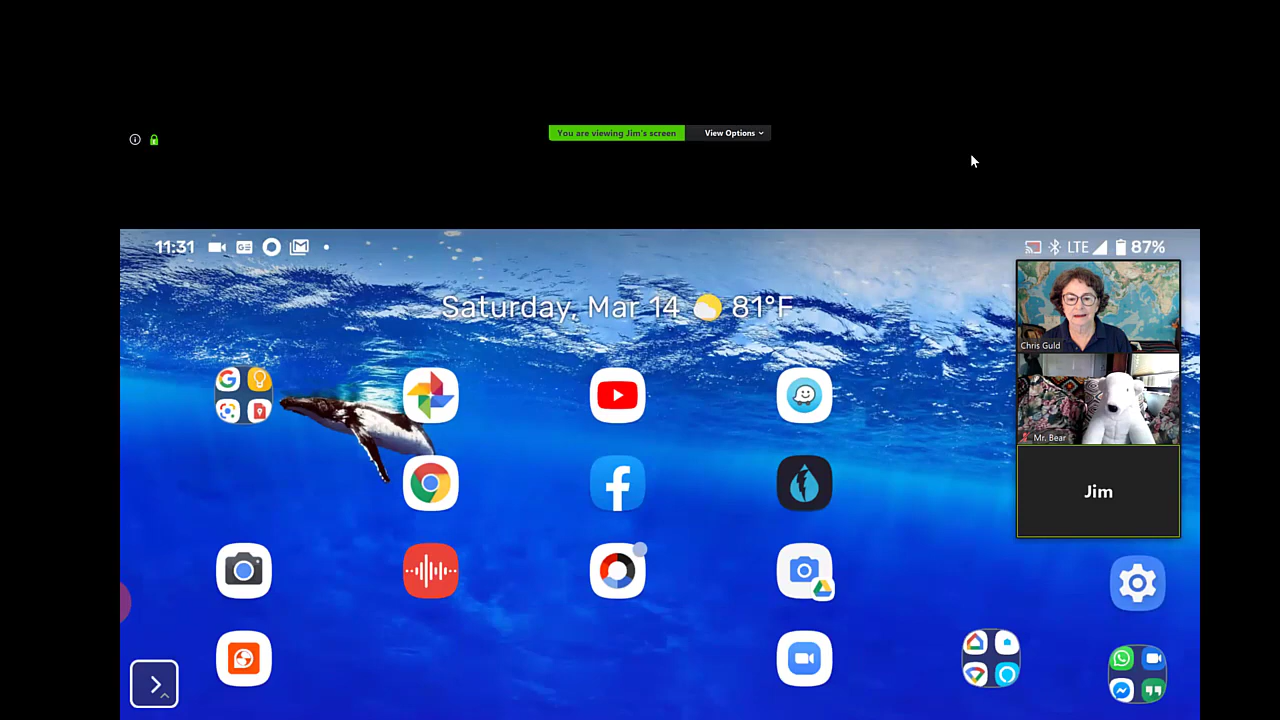 You are viewing Jim's screen View Options
11:31 GE M LTE 87%
Saturday, Mar 14 81°F
Chris Guld
Mr. Bear
Jim